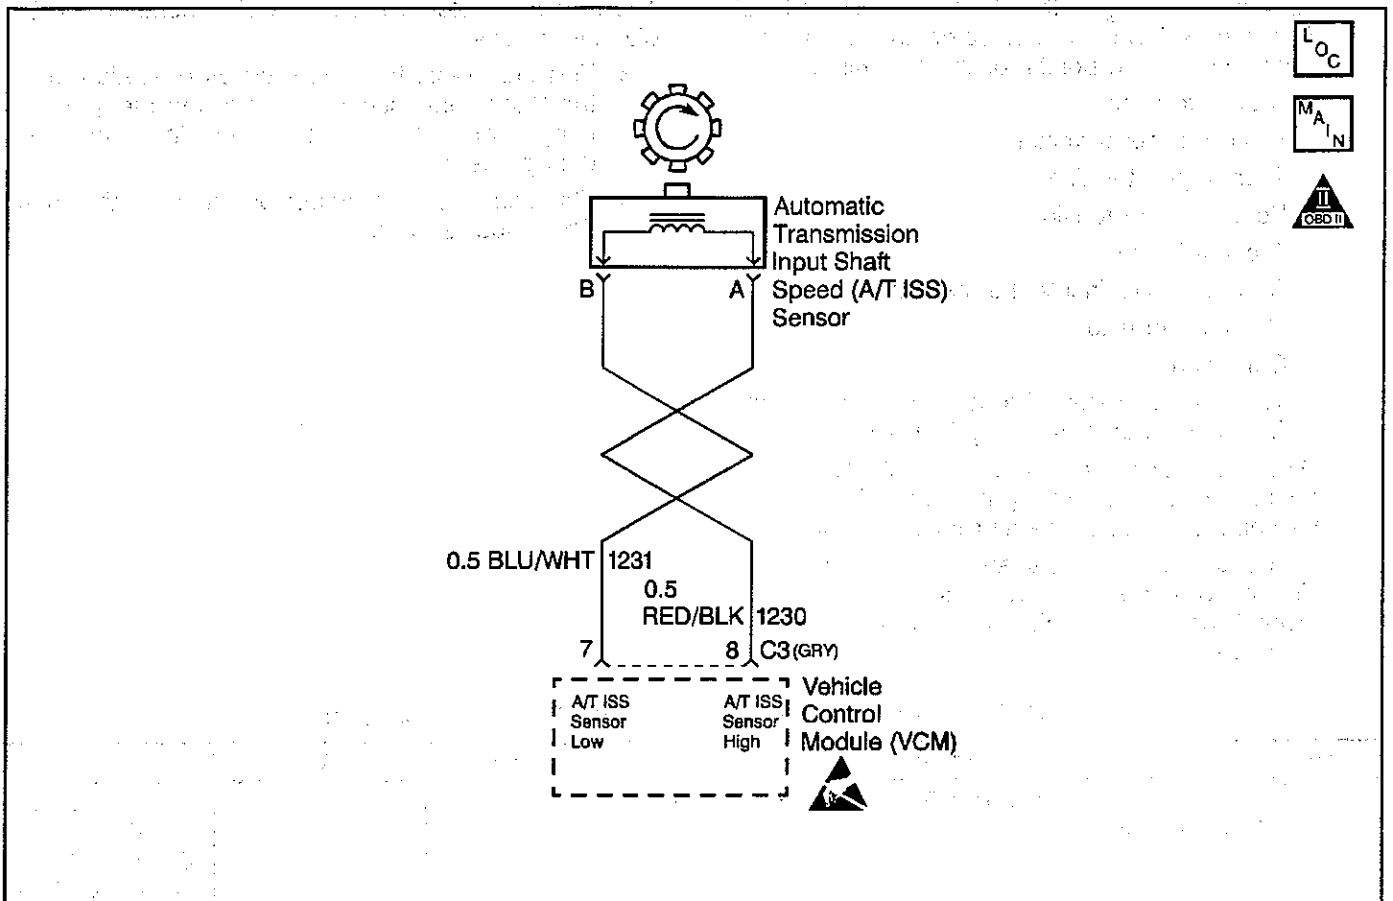 LOC
MAIN
II
OBD II
Automatic
Transmission
Input Shaft
Speed (A/T ISS)
Sensor
B
A
0.5 BLU/WHT 1231
0.5
RED/BLK 1230
7
8 C3 (GRY)
A/T ISS
Sensor
Low
A/T ISS
Sensor
High
Vehicle
Control
Module (VCM)